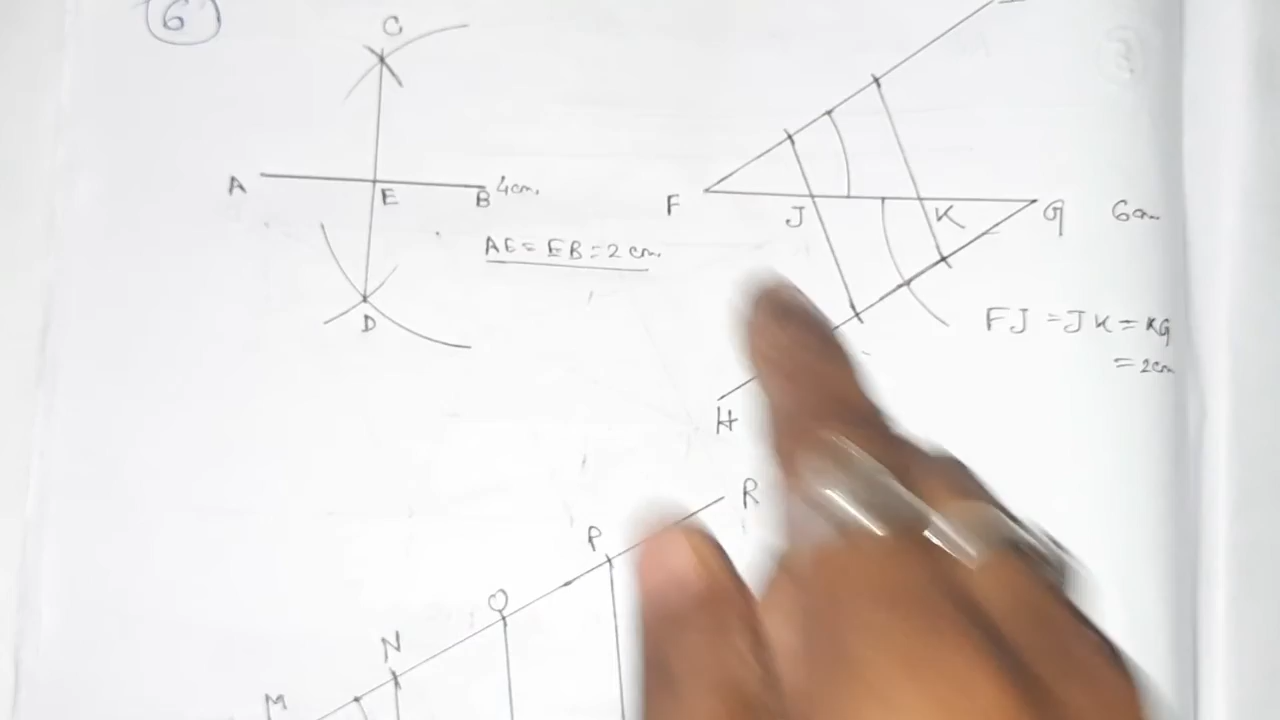 6
C
A
E
B
4cm.
AE = EB = 2 cm.
D
F
J
K
G
6cm
FJ = JK = KG
= 2cm
H
R
P
O
N
M